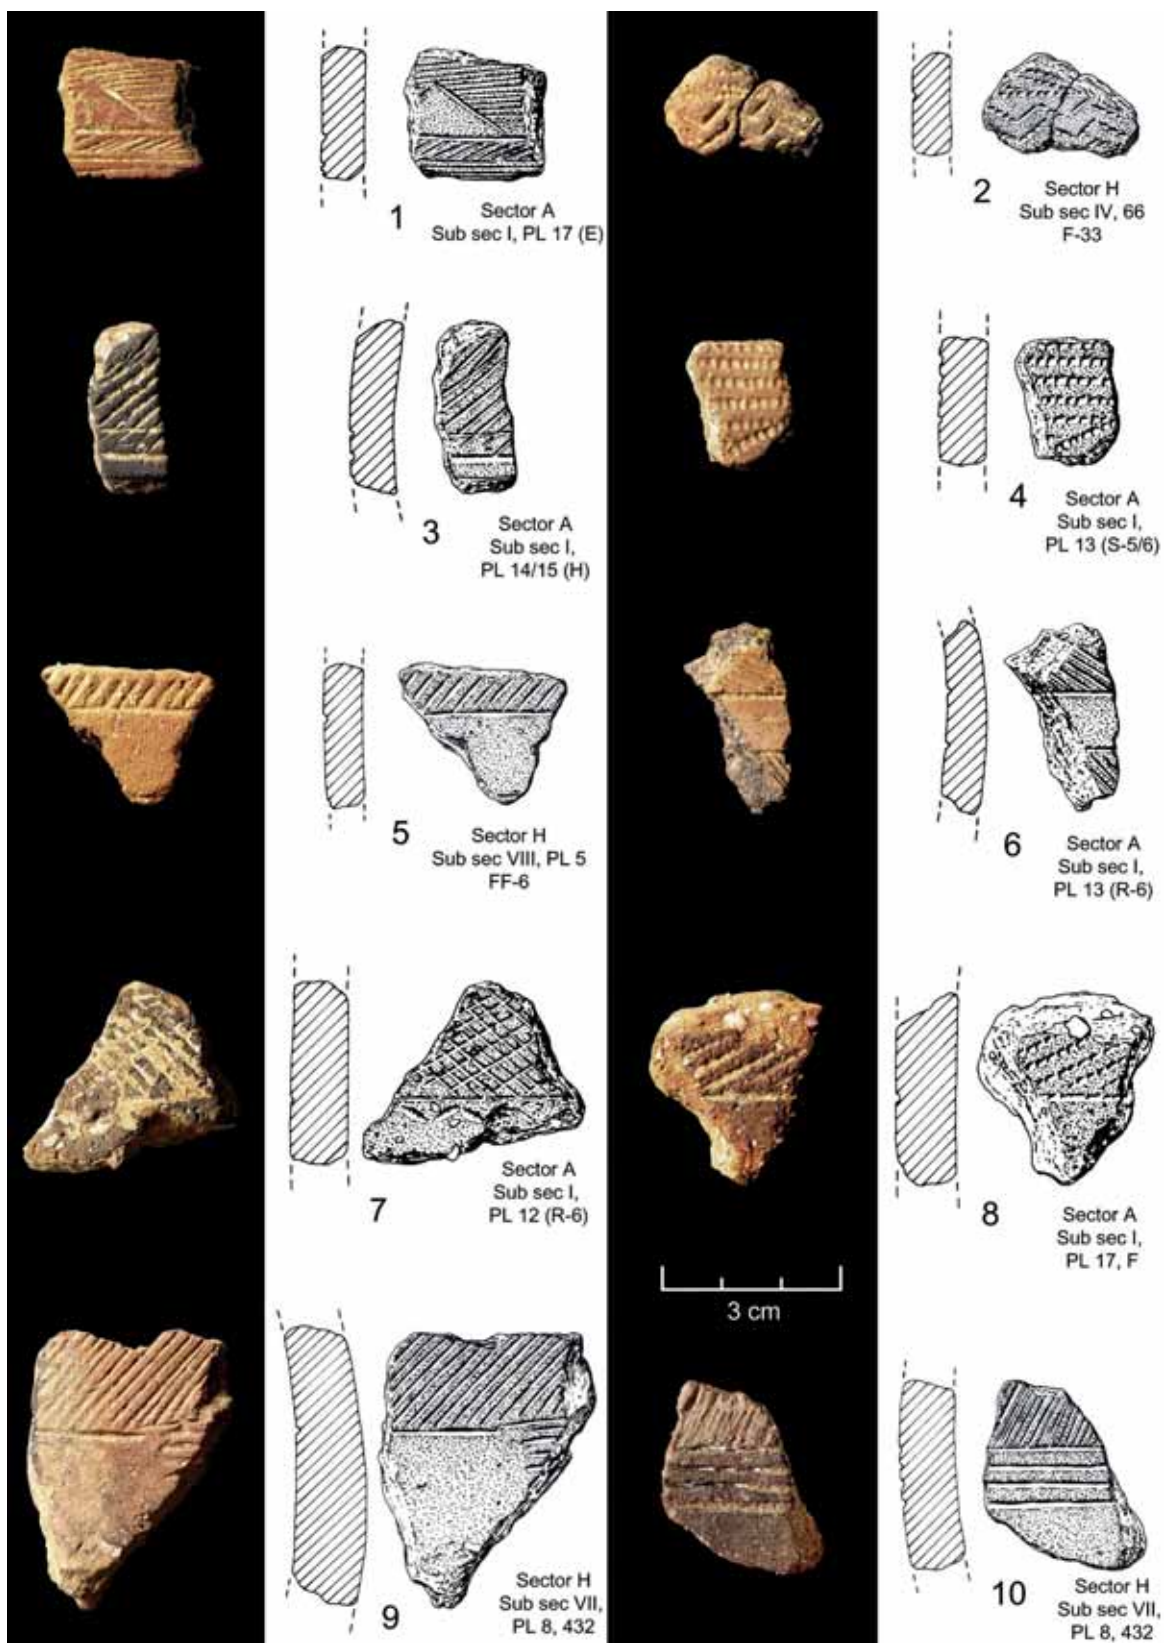 1
Sector A
Sub sec I, PL 17 (E)
2
Sector H
Sub sec IV, 66
F-33
3
Sector A
Sub sec I,
PL 14/15 (H)
4
Sector A
Sub sec I,
PL 13 (S-5/6)
5
Sector H
Sub sec VIII, PL 5
FF-6
6
Sector A
Sub sec I,
PL 13 (R-6)
7
Sector A
Sub sec I,
PL 12 (R-6)
8
Sector A
Sub sec I,
PL 17, F
3 cm
9
Sector H
Sub sec VII,
PL 8, 432
10
Sector H
Sub sec VII,
PL 8, 432